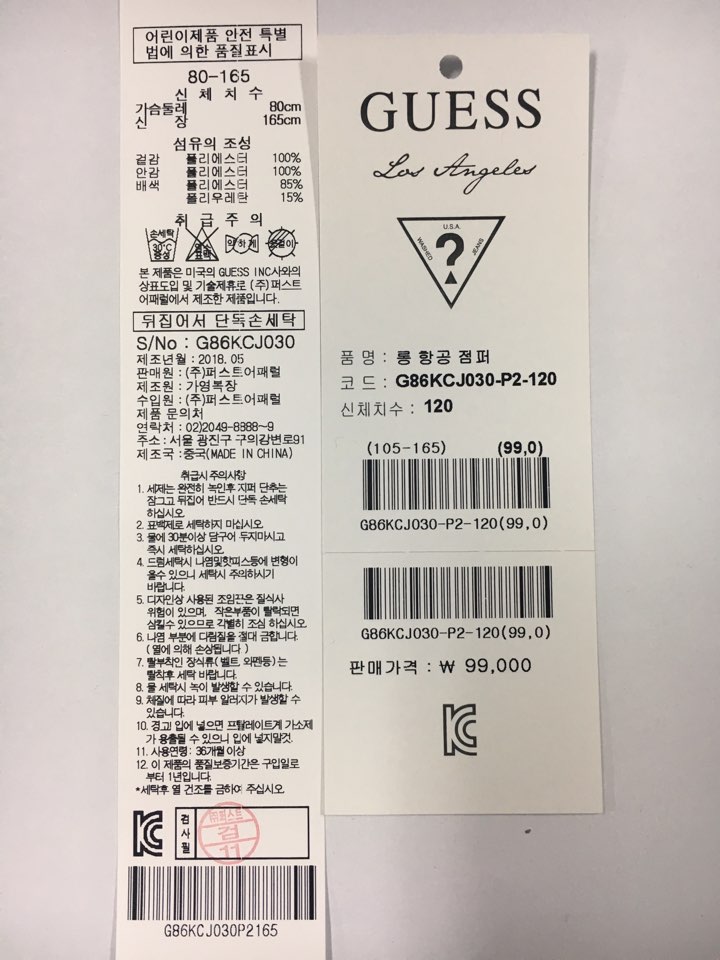 어린이제품 안전 특별
법에 의한 품질표시
80-165
신 체 치 수
가슴둘레 80cm
신 장 165cm
섬유의 조성
겉감 폴리에스터 100%
안감 폴리에스터 100%
배색 폴리에스터 85%
폴리우레탄 15%
취 급 주 의
손세탁
30°C
중성
염소
표백
약하게
옷걸이
본 제품은 미국의 GUESS INC사와의
상표도입 및 기술제휴로 (주)퍼스트
어패럴에서 제조한 제품입니다.
뒤집어서 단독손세탁
S/No : G86KCJ030
제조년월 : 2018.05
판매원 : (주)퍼스트어패럴
제조원 : 가영복장
수입원 : (주)퍼스트어패럴
제품 문의처
연락처 : 02)2049-8888~9
주소 : 서울 광진구 구의강변로91
제조국 :중국(MADE IN CHINA)
취급시 주의사항
1. 세제는 완전히 녹인후 지퍼 단추는
잠그고 뒤집어 반드시 단독 손세탁
하십시오.
2. 표백제로 세탁하지 마십시오.
3. 물에 30분이상 담구어 두지마시고
즉시 세탁하십시오.
4. 드럼세탁시 나염및핫피스등에 변형이
올수 있으니 세탁시 주의하시기
바랍니다.
5. 디자인상 사용된 조임끈은 질식사
위험이 있으며, 작은부품이 탈락되면
삼킬수 있으므로 각별히 조심 하십시오.
6. 나염 부분에 다림질을 절대 금합니다.
(열에 의해 손상됩니다)
7. 탈부착인 장식류(벨트, 와펜등)는
탈착후 세탁 바랍니다.
8. 물 세탁시 녹이 발생할 수 있습니다.
9. 체질에 따라 피부 알러지가 발생할 수
있습니다.
10. 경고! 입에 넣으면 프탈레이트계 가소제
가 용출될 수 있으니 입에 넣지말것.
11. 사용연령: 36개월 이상
12. 이 제품의 품질보증기간은 구입일로
부터 1년입니다.
*세탁후 열 건조를 금하여 주십시오.
KC
검사필
㈜퍼스트
검
11
G86KCJ030P2165
GUESS
Los Angeles
U.S.A.
WASHED
?
JEANS
품 명 : 롱 항공 점퍼
코 드 : G86KCJ030-P2-120
신체치수 : 120
(105-165) (99,0)
G86KCJ030-P2-120(99,0)
G86KCJ030-P2-120(99,0)
판매가격 : ₩ 99,000
KC